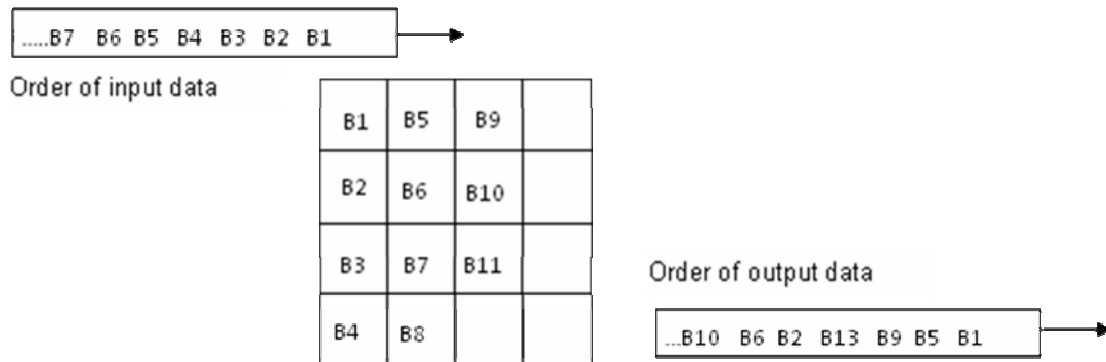 .....B7 B6 B5 B4 B3 B2 B1
Order of input data
B1 B5 B9
B2 B6 B10
B3 B7 B11
B4 B8
Order of output data
...B10 B6 B2 B13 B9 B5 B1